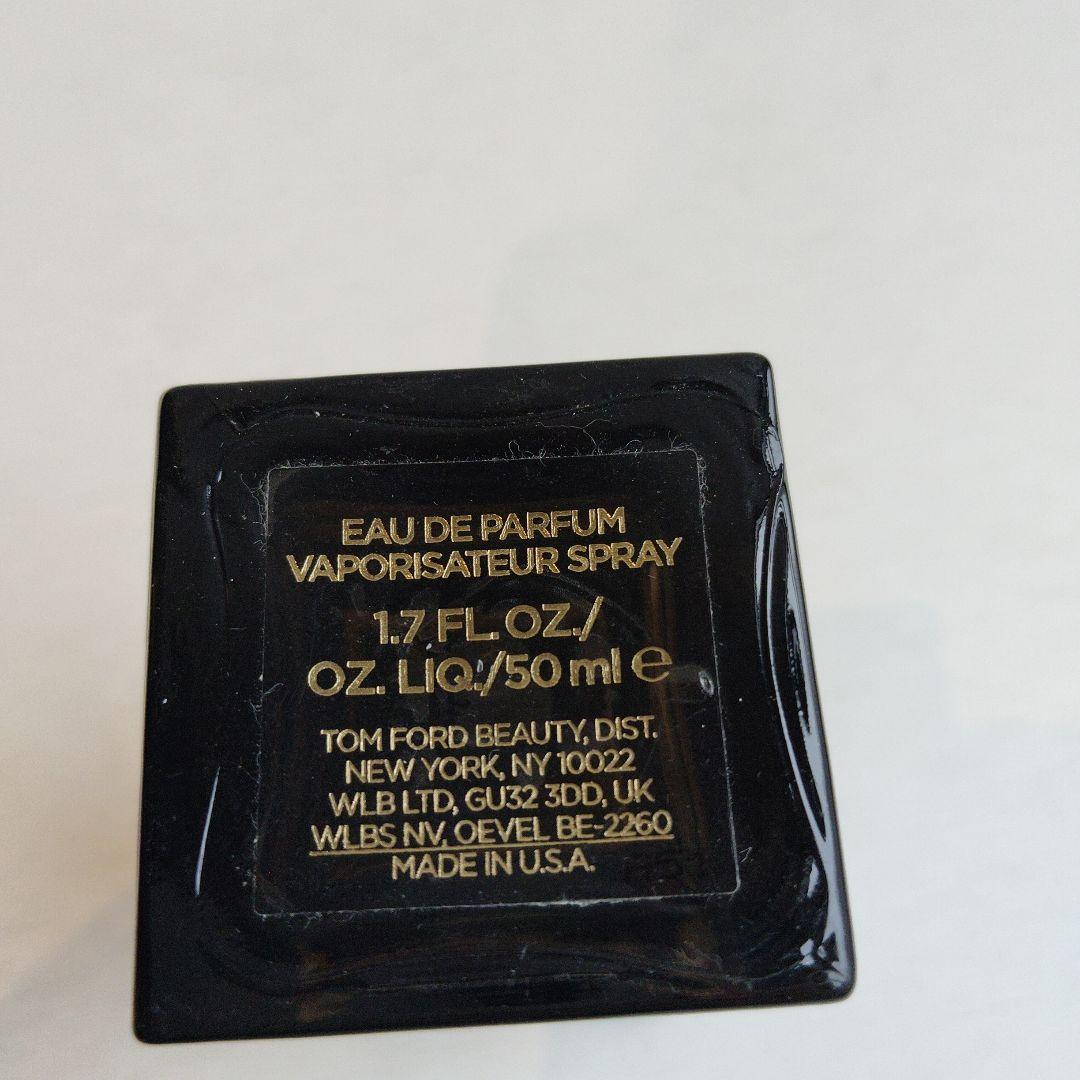 EAU DE PARFUM
VAPORISATEUR SPRAY
1.7 FL. OZ./
OZ. LIQ./50 ml e
TOM FORD BEAUTY, DIST.
NEW YORK, NY 10022
WLB LTD, GU32 3DD, UK
WLBS NV, OEVEL BE-2260
MADE IN U.S.A.